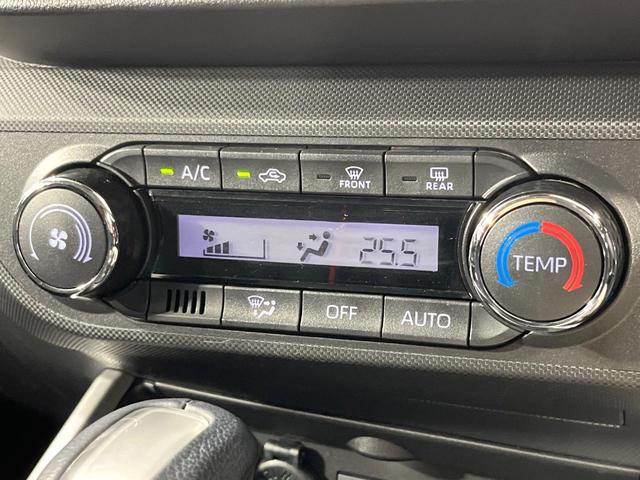 A/C
FRONT
REAR
25.5
TEMP
OFF
AUTO